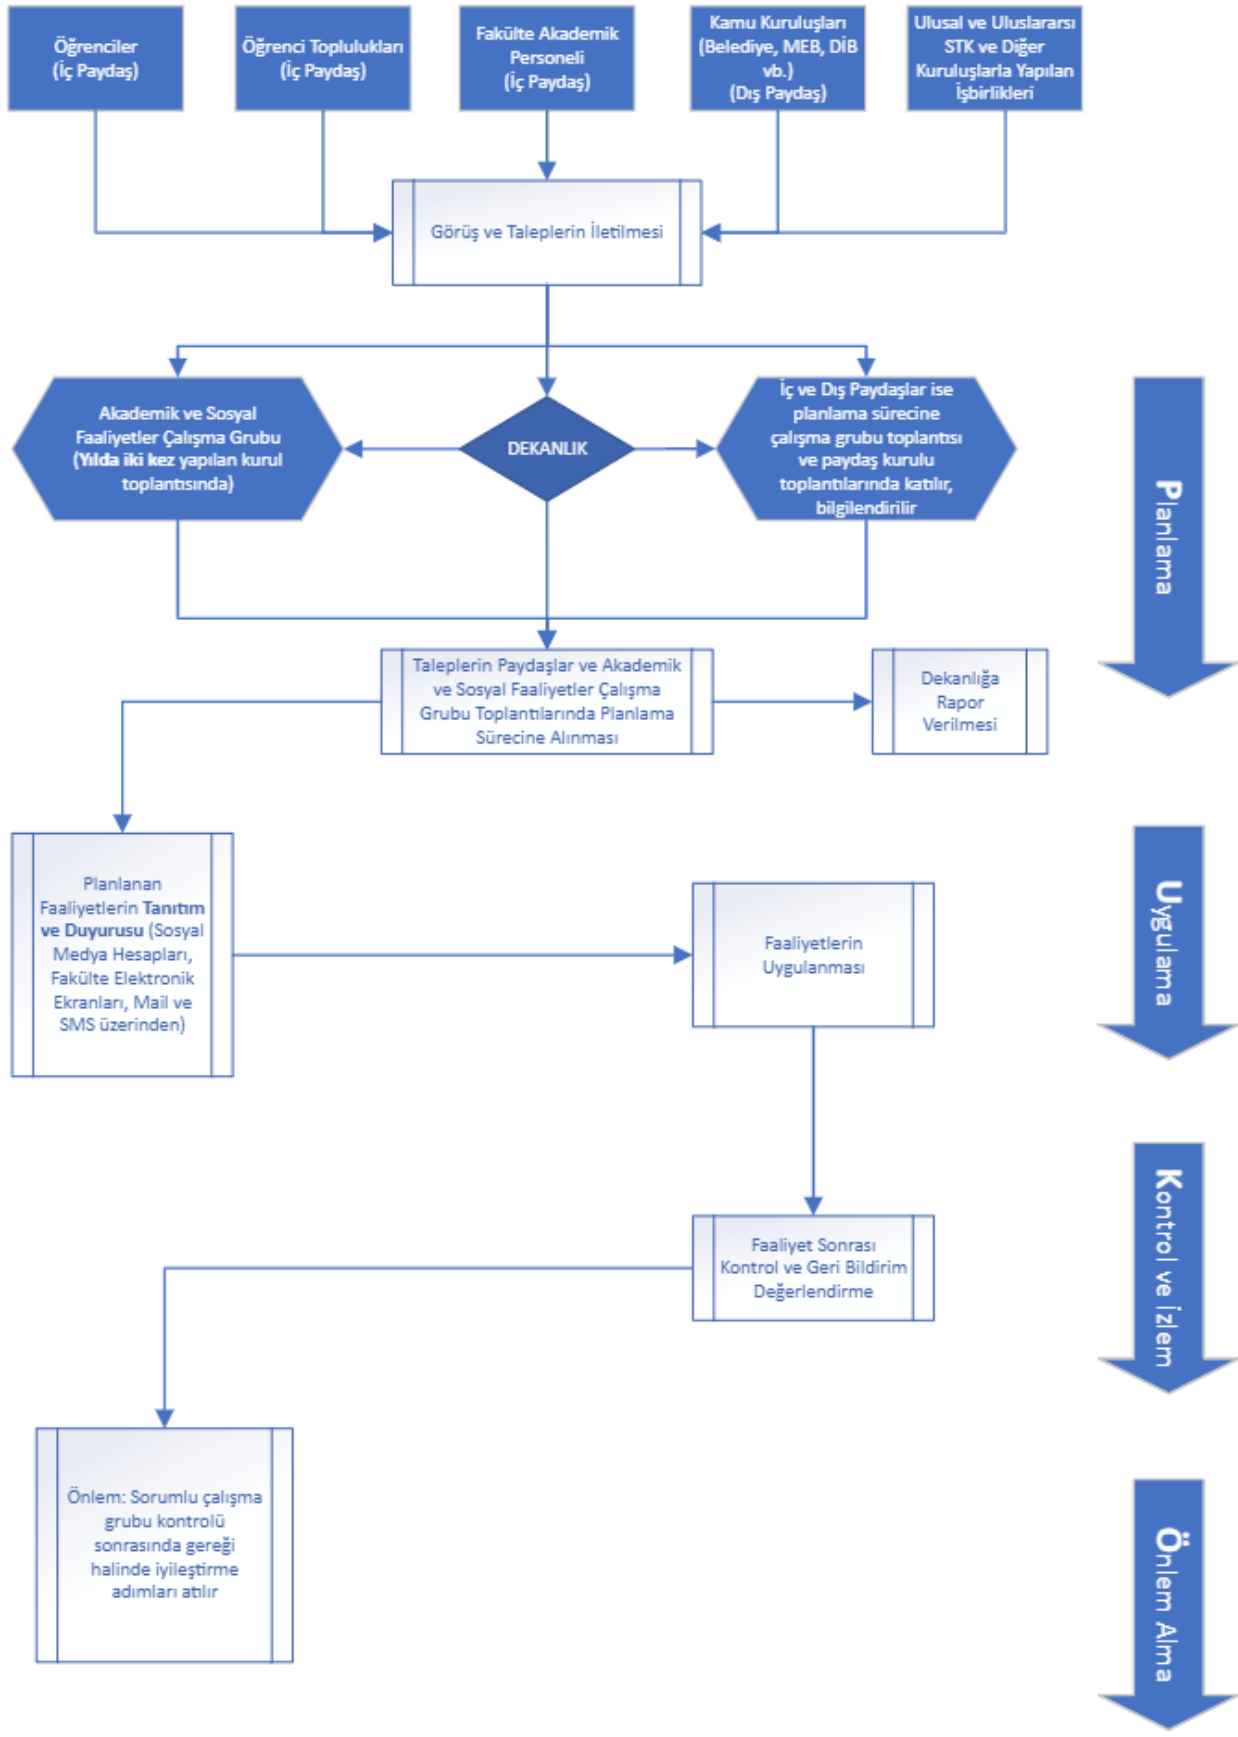 Öğrenciler
(İç Paydaş)
Öğrenci Toplulukları
(İç Paydaş)
Fakülte Akademik
Personeli
(İç Paydaş)
Kamu Kuruluşları
(Belediye, MEB, DİB
vb.)
(Dış Paydaş)
Ulusal ve Uluslararsı
STK ve Diğer
Kuruluşlarla Yapılan
İşbirlikleri
Görüş ve Taleplerin İletilmesi
Akademik ve Sosyal
Faaliyetler Çalışma Grubu
(Yılda iki kez yapılan kurul
toplantısında)
DEKANLIK
İç ve Dış Paydaşlar ise
planlama sürecine
çalışma grubu toplantısı
ve paydaş kurulu
toplantılarında katılır,
bilgilendirilir
Planlama
Taleplerin Paydaşlar ve Akademik
ve Sosyal Faaliyetler Çalışma
Grubu Toplantılarında Planlama
Sürecine Alınması
Dekanlığa
Rapor
Verilmesi
Planlanan
Faaliyetlerin Tanıtım
ve Duyurusu (Sosyal
Medya Hesapları,
Fakülte Elektronik
Ekranları, Mail ve
SMS üzerinden)
Faaliyetlerin
Uygulanması
Uygulama
Faaliyet Sonrası
Kontrol ve Geri Bildirim
Değerlendirme
Kontrol ve İzlem
Önlem: Sorumlu çalışma
grubu kontrolü
sonrasında gereği
halinde iyileştirme
adımları atılır
Önlem Alma